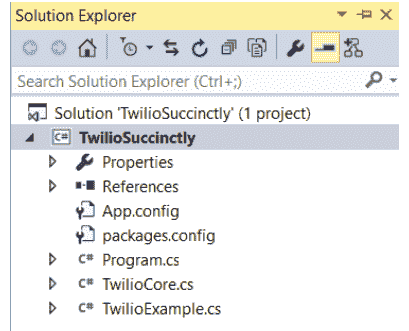 Solution Explorer
Search Solution Explorer (Ctrl+;)
Solution 'TwilioSuccinctly' (1 project)
C# TwilioSuccinctly
Properties
References
App.config
packages.config
C# Program.cs
C# TwilioCore.cs
C# TwilioExample.cs